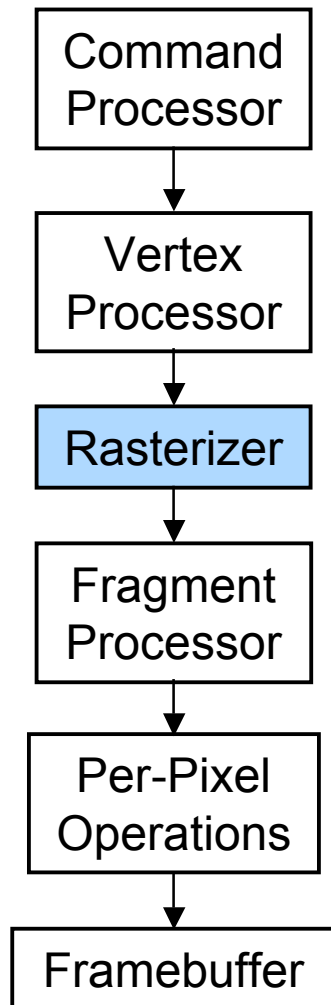 Command
Processor
Vertex
Processor
Rasterizer
Fragment
Processor
Per-Pixel
Operations
Framebuffer